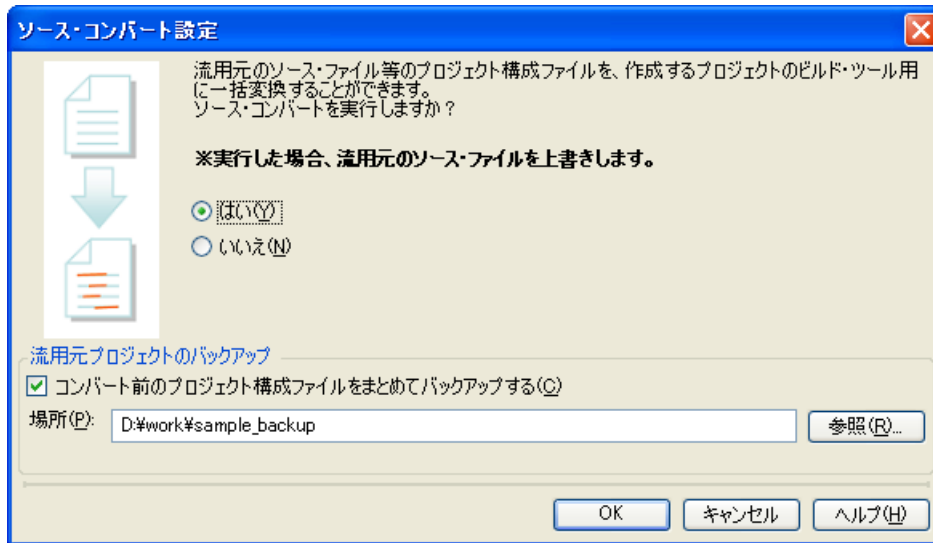 ソース・コンバート設定
流用元のソース・ファイル等のプロジェクト構成ファイルを、作成するプロジェクトのビルド・ツール用
に一括変換することができます。
ソース・コンバートを実行しますか？
※実行した場合、流用元のソース・ファイルを上書きします。
はい(Y)
いいえ(N)
流用元プロジェクトのバックアップ
コンバート前のプロジェクト構成ファイルをまとめてバックアップする(C)
場所(P):
D:¥work¥sample_backup
参照(R)...
OK
キャンセル
ヘルプ(H)